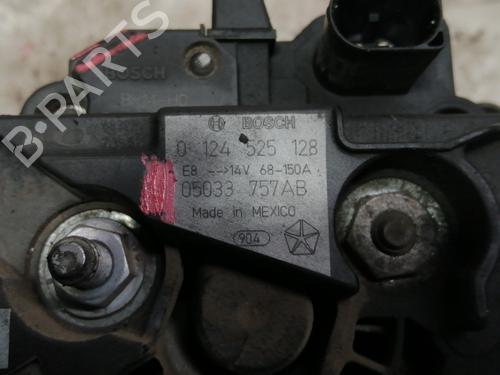 BOSCH
BOSCH
0 124 525 128
E8 -->14V 68-150A
05033 757AB
Made in MEXICO
904
B-PARTS